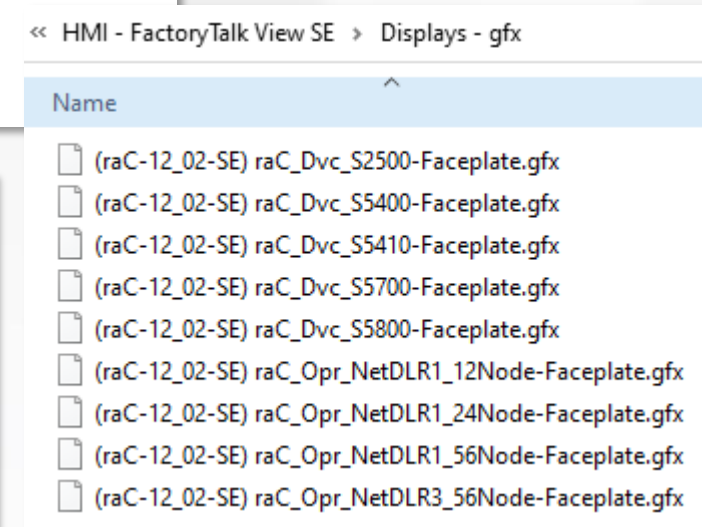 « HMI - FactoryTalk View SE > Displays - gfx
Name
(raC-12_02-SE) raC_Dvc_S2500-Faceplate.gfx
(raC-12_02-SE) raC_Dvc_S5400-Faceplate.gfx
(raC-12_02-SE) raC_Dvc_S5410-Faceplate.gfx
(raC-12_02-SE) raC_Dvc_S5700-Faceplate.gfx
(raC-12_02-SE) raC_Dvc_S5800-Faceplate.gfx
(raC-12_02-SE) raC_Opr_NetDLR1_12Node-Faceplate.gfx
(raC-12_02-SE) raC_Opr_NetDLR1_24Node-Faceplate.gfx
(raC-12_02-SE) raC_Opr_NetDLR1_56Node-Faceplate.gfx
(raC-12_02-SE) raC_Opr_NetDLR3_56Node-Faceplate.gfx